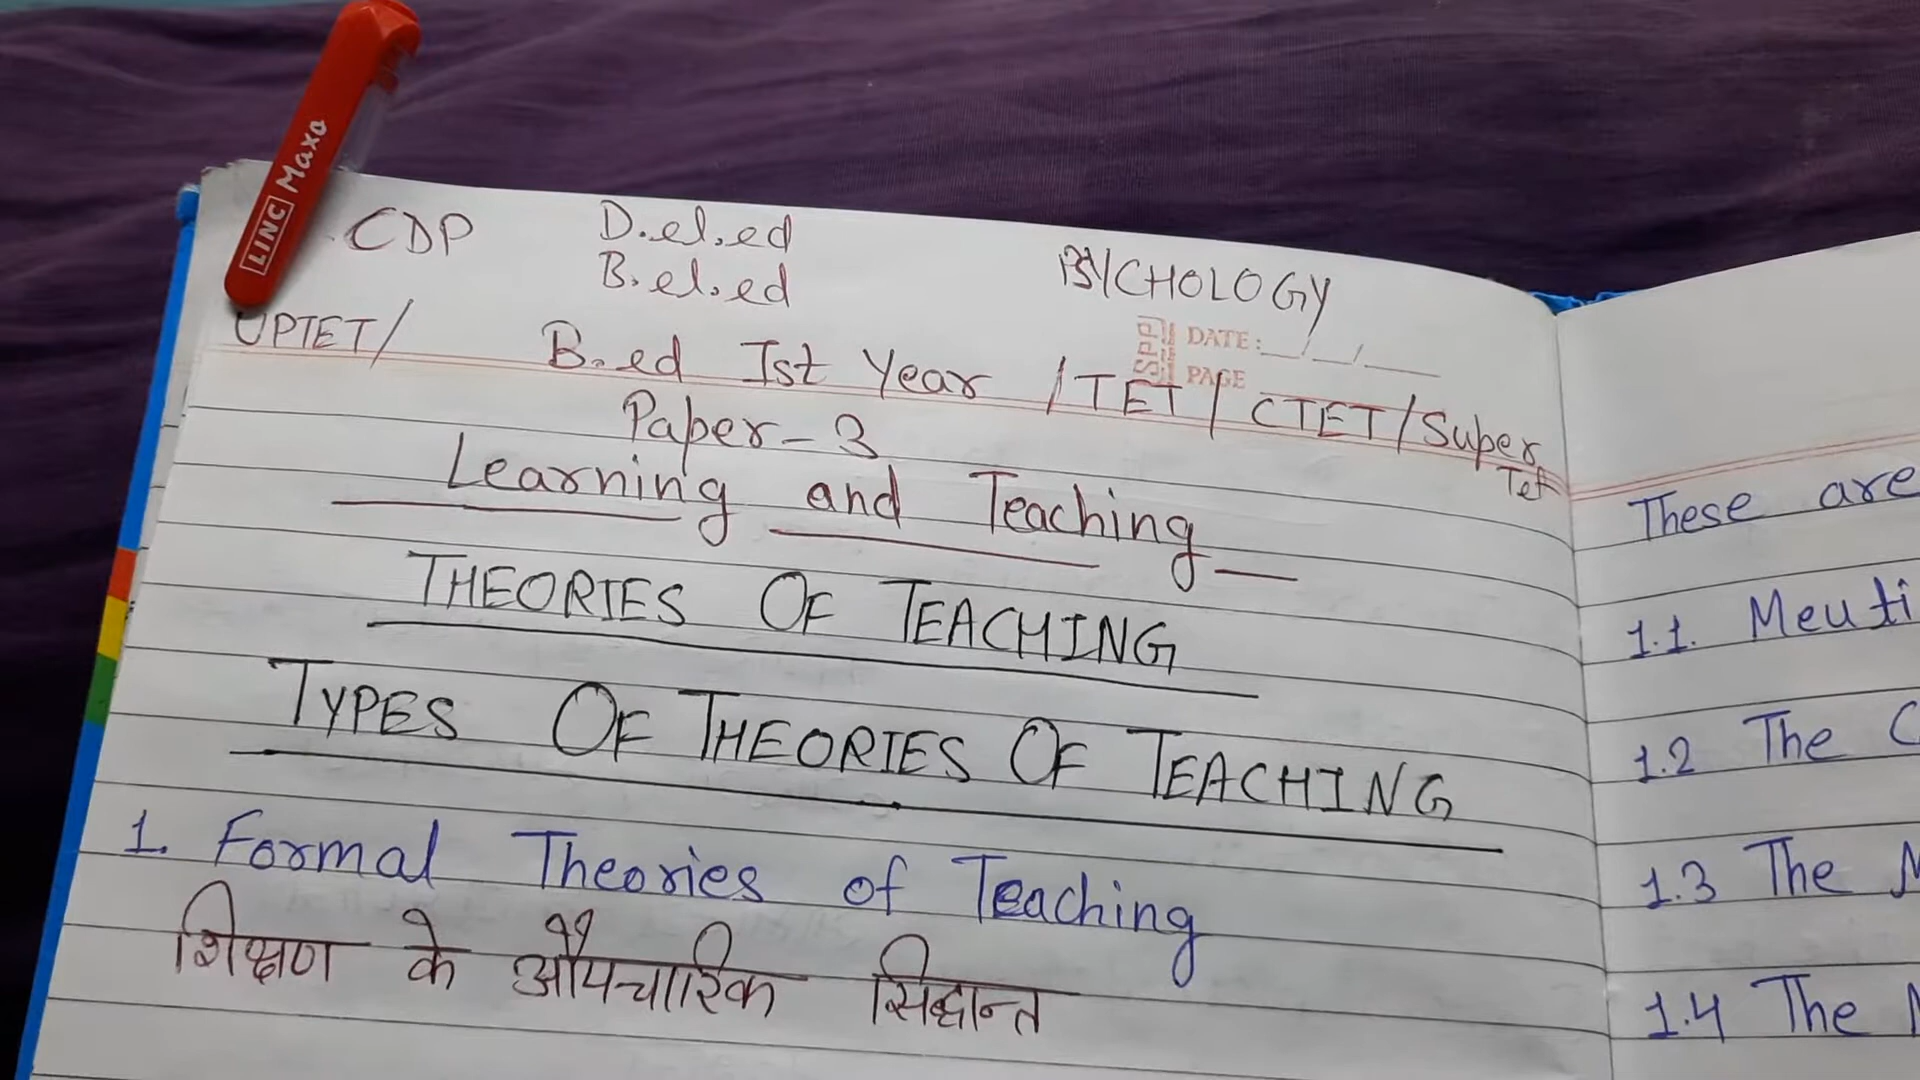 LINC Maxo
CDP
D.el.ed
B.el.ed
PSYCHOLOGY
DATE:
PAGE
UPTET/
B.ed Ist Year /TET/ CTET/Super Tet
Paper-3
Learning and Teaching
THEORIES OF TEACHING
TYPES OF THEORIES OF TEACHING
1. Formal Theories of Teaching
शिक्षण के औपचारिक सिद्धान्त
These are
1.1.
1.2 The
1.3 The
1.4 The